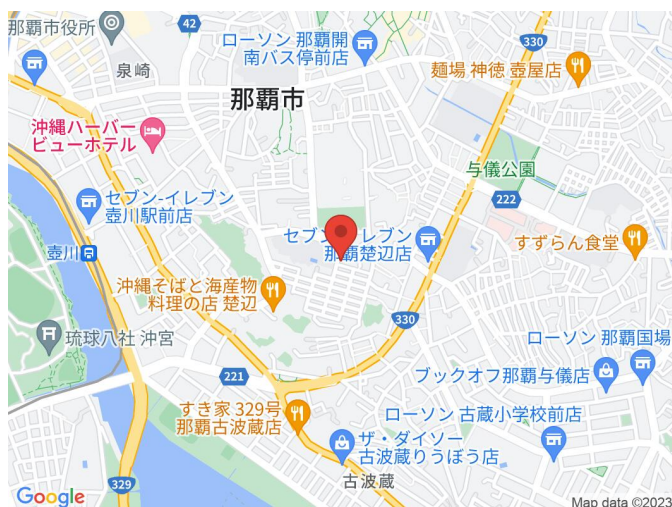 那覇市役所
42
ローソン 那覇開
南バス停前店
330
泉崎
麺場 神徳 壺屋店
那覇市
沖縄ハーバー
ビューホテル
与儀公園
セブン-イレブン
壺川駅前店
222
壺川
セブン-イレブン
那覇楚辺店
すずらん食堂
沖縄そばと海産物
料理の店 楚辺
330
琉球八社 沖宮
ローソン 那覇国場
221
ブックオフ那覇与儀店
すき家 329号
那覇古波蔵店
ローソン 古蔵小学校前店
ザ・ダイソー
古波蔵りうぼう店
329
古波蔵
Google
Map data ©2023